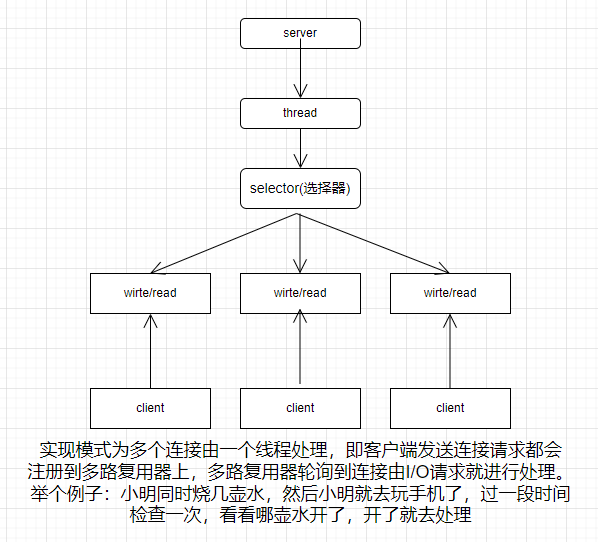 server
thread
selector(选择器)
wirte/read wirte/read wirte/read
client client client
实现模式为多个连接由一个线程处理，即客户端发送连接请求都会
注册到多路复用器上，多路复用器轮询到连接由I/O请求就进行处理。
举个例子：小明同时烧几壶水，然后小明就去玩手机了，过一段时间
检查一次，看看哪壶水开了，开了就去处理